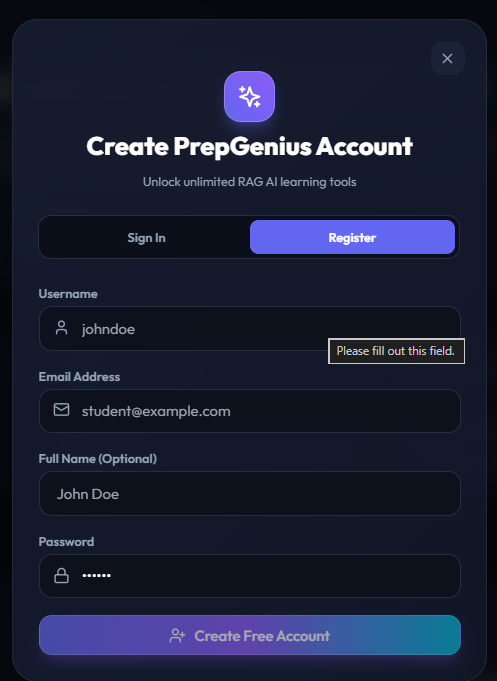 Create PrepGenius Account
Unlock unlimited RAG AI learning tools
Sign In
Register
Username
johndoe
Please fill out this field.
Email Address
student@example.com
Full Name (Optional)
John Doe
Password
••••••
Create Free Account